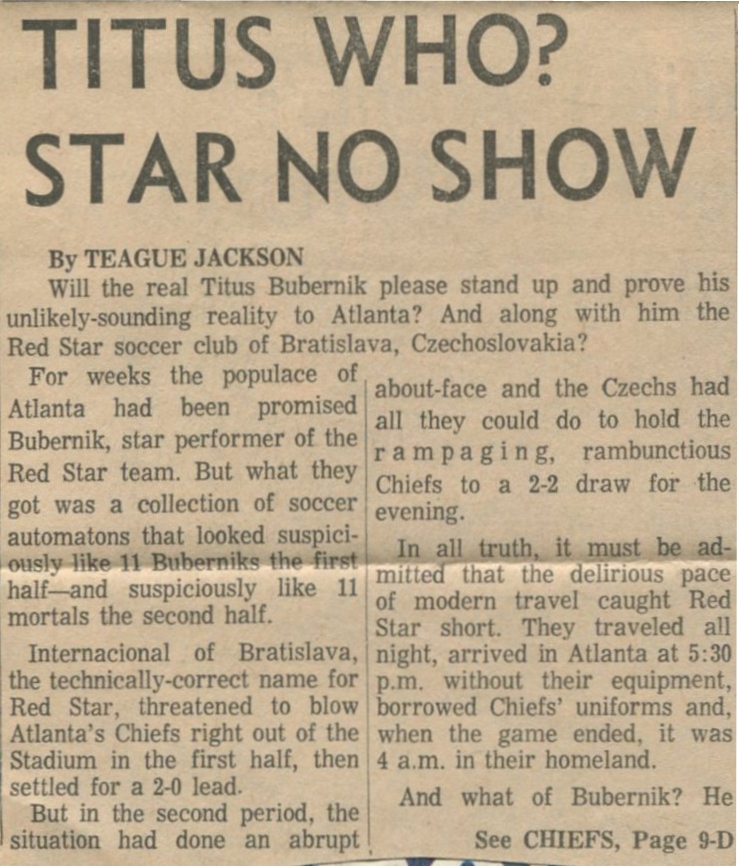 TITUS WHO?
STAR NO SHOW
By TEAGUE JACKSON
Will the real Titus Bubernik please stand up and prove his
unlikely-sounding reality to Atlanta? And along with him the
Red Star soccer club of Bratislava, Czechoslovakia?
For weeks the populace of
Atlanta had been promised
Bubernik, star performer of the
Red Star team. But what they
got was a collection of soccer
automatons that looked suspici-
ously like 11 Buberniks the first
half—and suspiciously like 11
mortals the second half.
Internacional of Bratislava,
the technically-correct name for
Red Star, threatened to blow
Atlanta's Chiefs right out of the
Stadium in the first half, then
settled for a 2-0 lead.
But in the second period, the
situation had done an abrupt
about-face and the Czechs had
all they could do to hold the
rampaging, rambunctious
Chiefs to a 2-2 draw for the
evening.
In all truth, it must be ad-
mitted that the delirious pace
of modern travel caught Red
Star short. They traveled all
night, arrived in Atlanta at 5:30
p.m. without their equipment,
borrowed Chiefs' uniforms and,
when the game ended, it was
4 a.m. in their homeland.
And what of Bubernik? He
See CHIEFS, Page 9-D